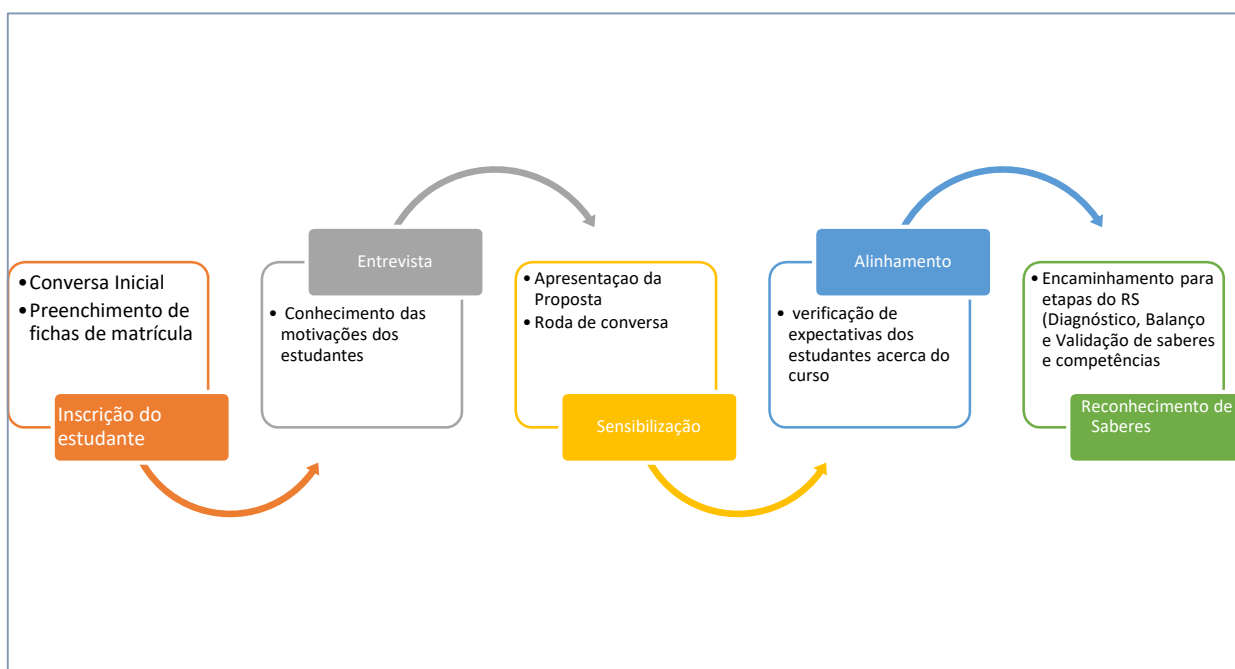 •Conversa Inicial
•Preenchimento de
fichas de matrícula
Inscrição do
estudante
Entrevista
• Conhecimento das
motivações dos
estudantes
•Apresentaçao da
Proposta
•Roda de conversa
Sensibilização
Alinhamento
• verificação de
expectativas dos
estudantes acerca do
curso
•Encaminhamento para
etapas do RS
(Diagnóstico, Balanço
e Validação de saberes
e competências
Reconhecimento de
Saberes